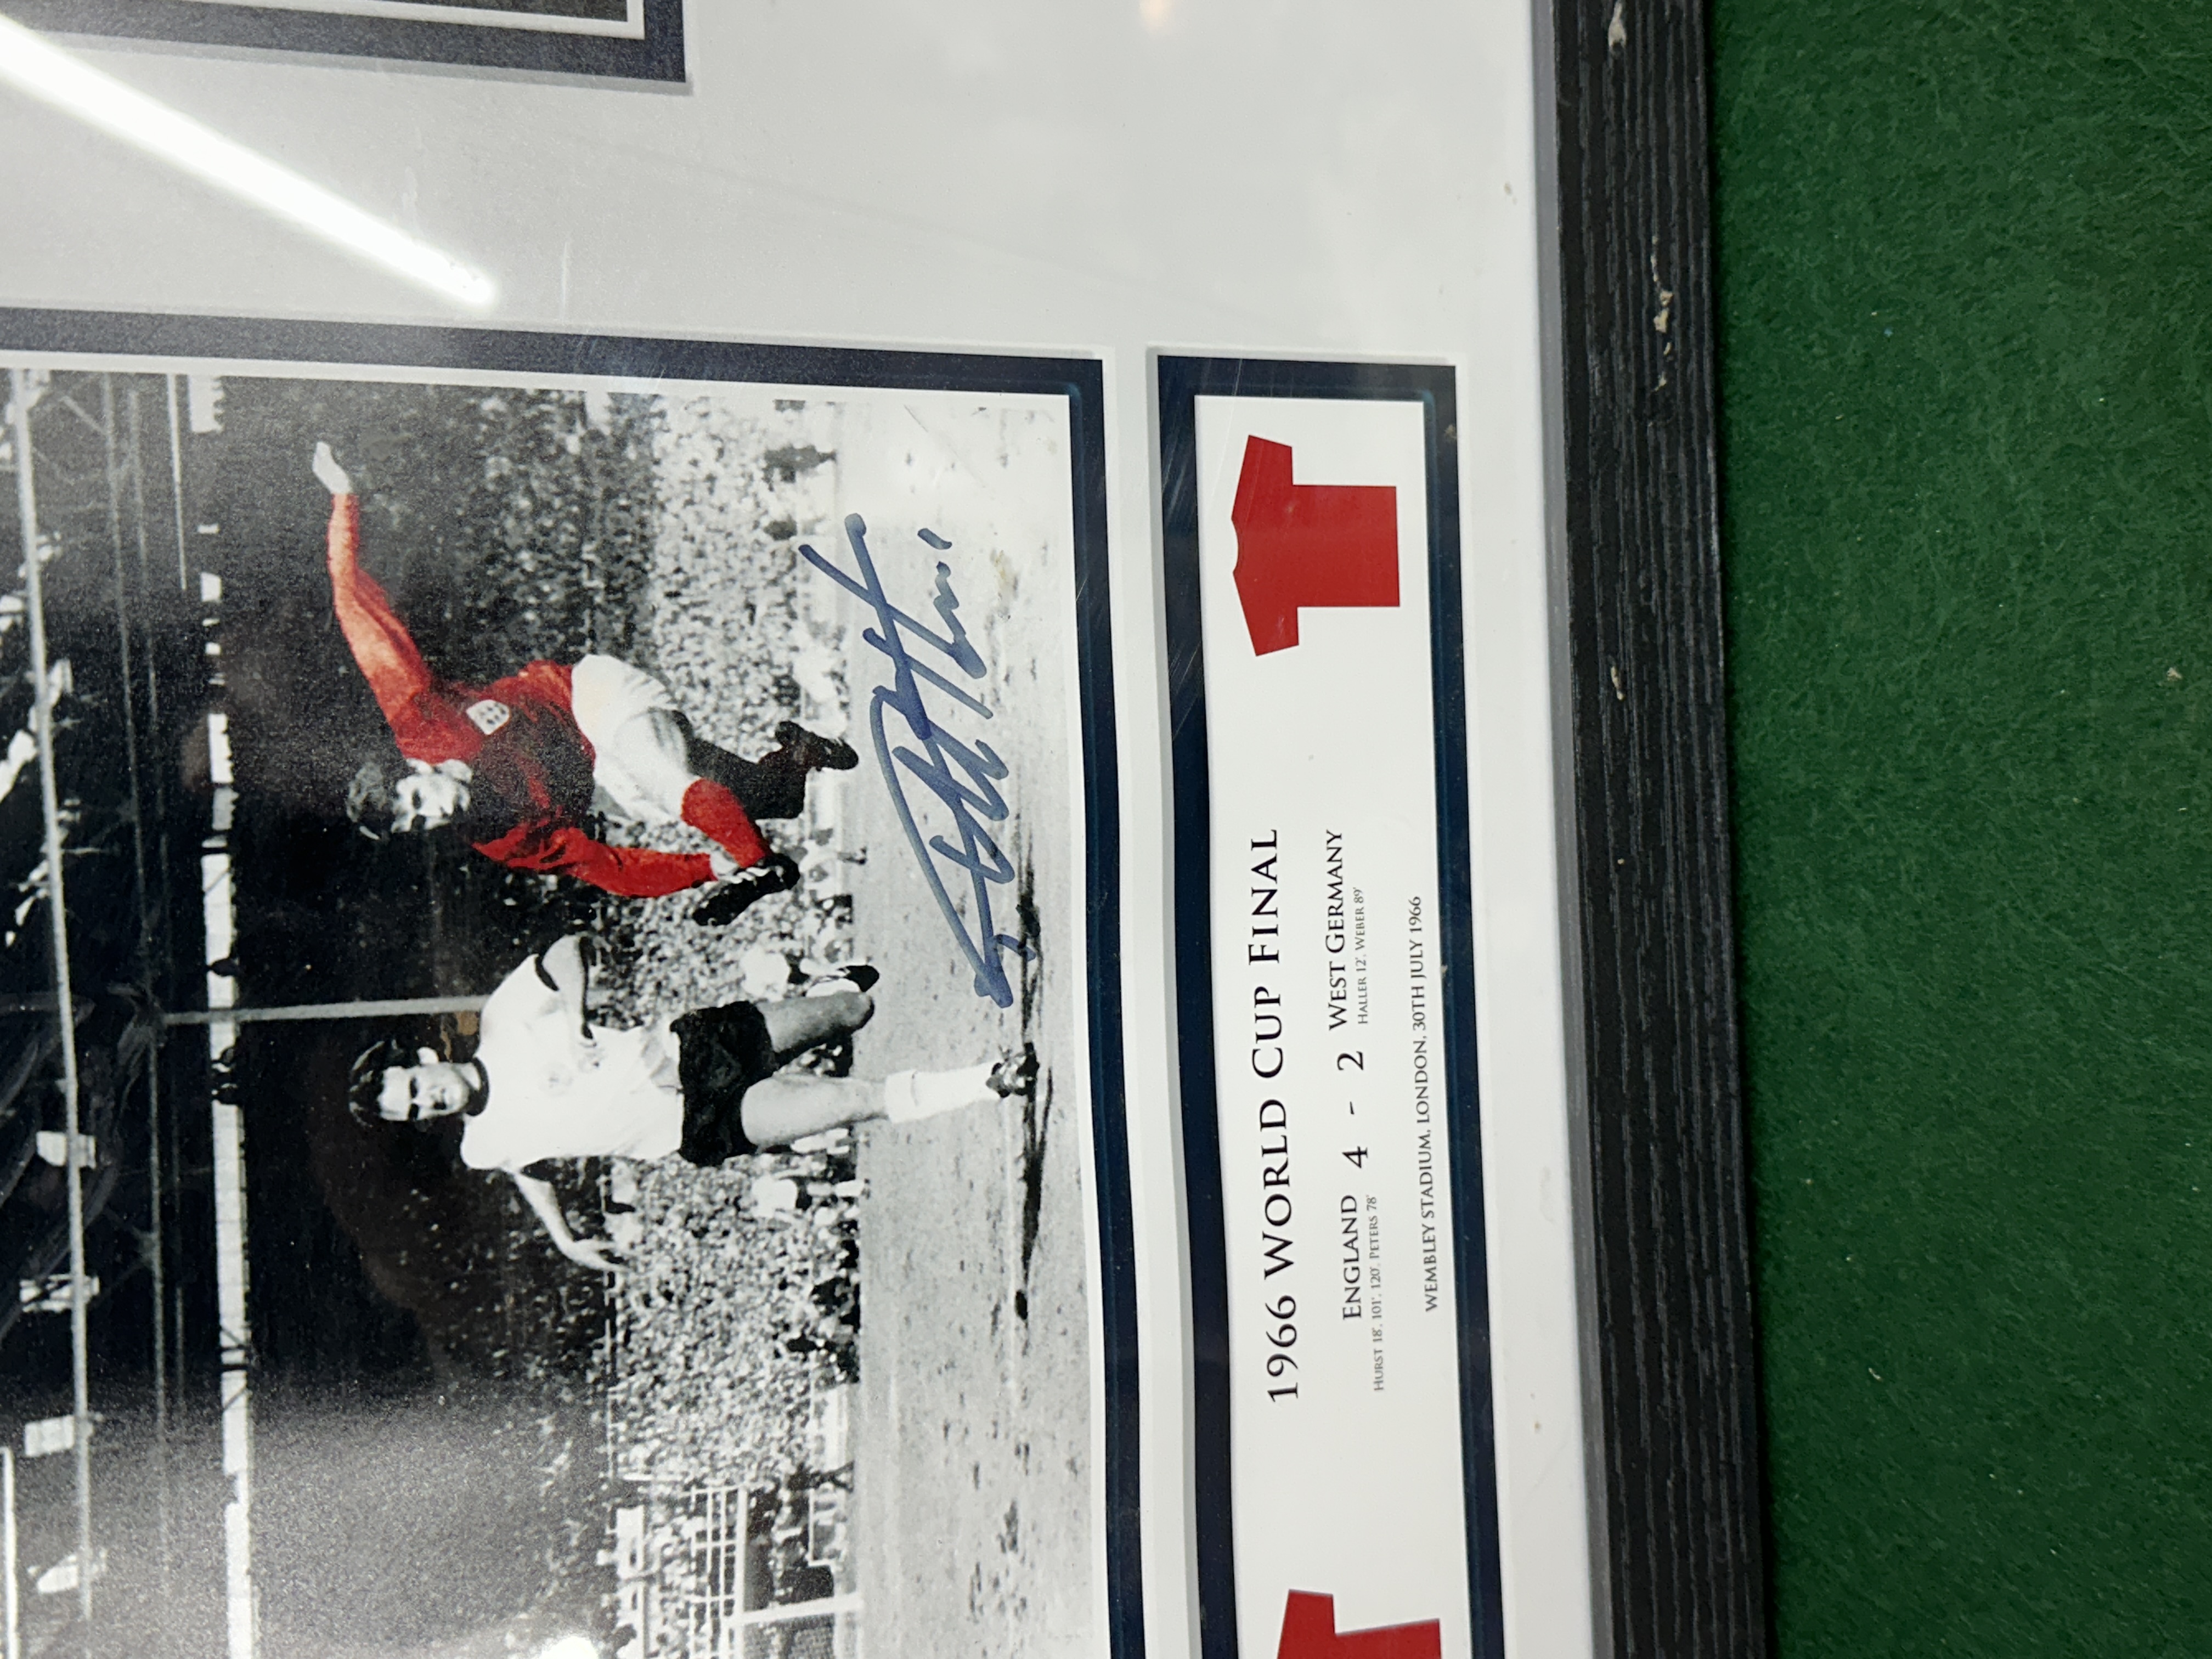 1966 WORLD CUP FINAL
ENGLAND 4 - 2 WEST GERMANY
HURST 18', 101', 120', PETERS 78' HALLER 12', WEBER 89'
WEMBLEY STADIUM, LONDON, 30TH JULY 1966